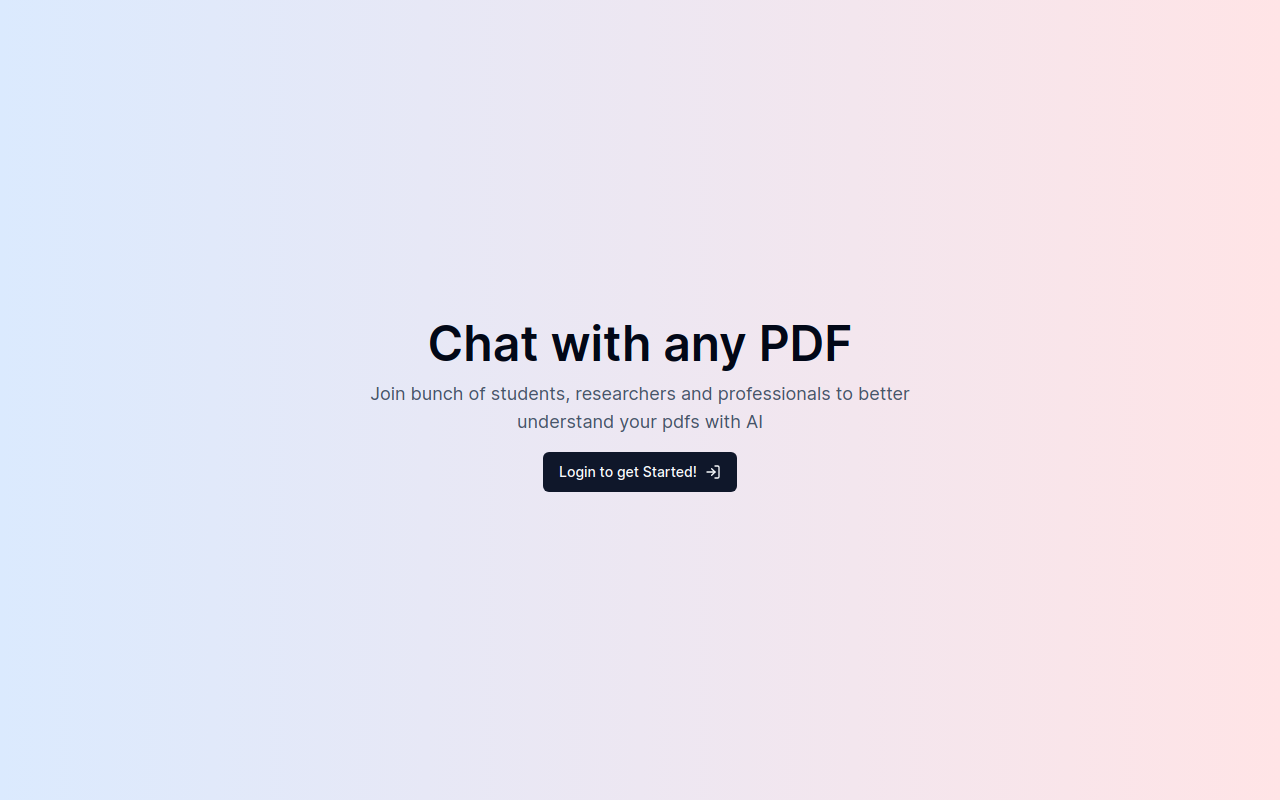 Chat with any PDF
Join bunch of students, researchers and professionals to better
understand your pdfs with AI
Login to get Started!